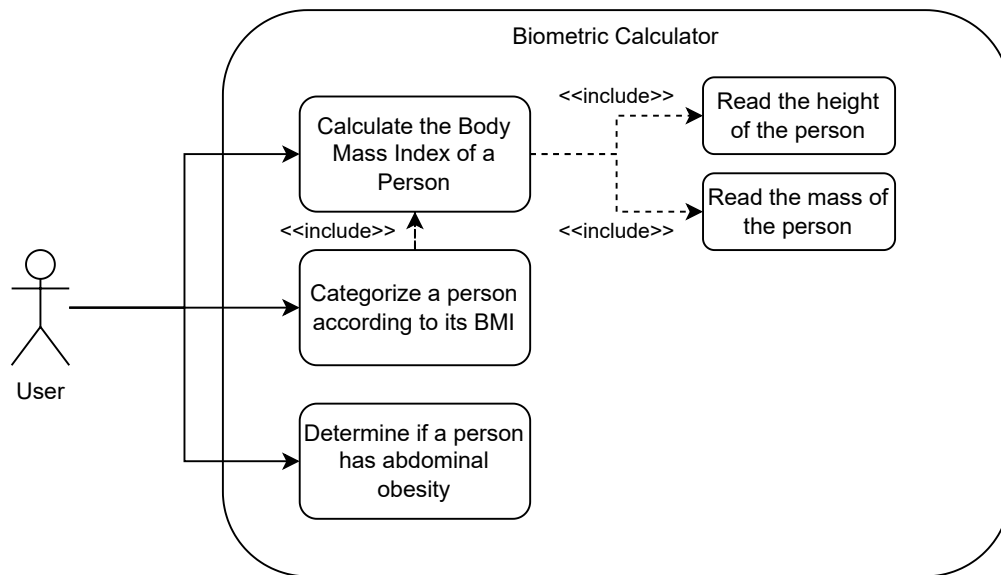 Biometric Calculator
Calculate the Body
Mass Index of a
Person
<<include>>
Read the height
of the person
<<include>>
Read the mass of
the person
<<include>>
Categorize a person
according to its BMI
User
Determine if a person
has abdominal
obesity